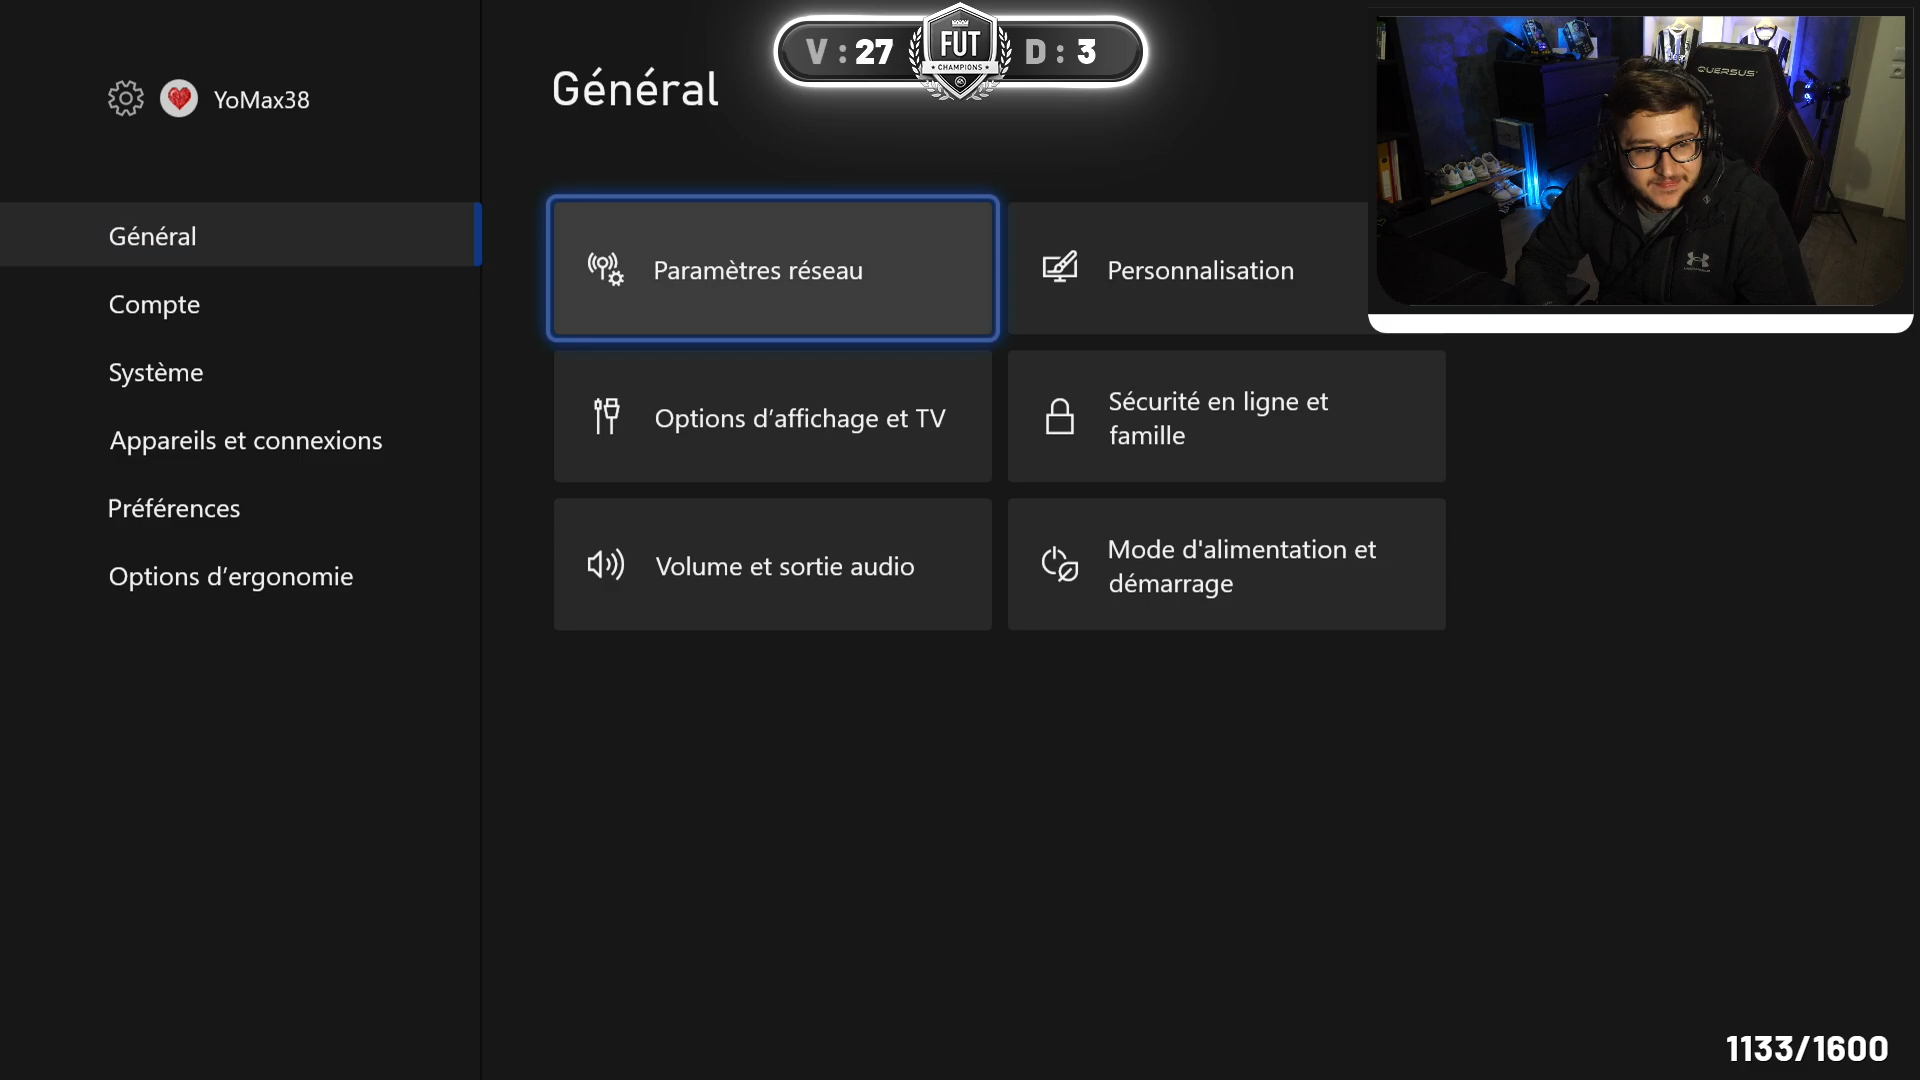 YoMax38
Général
Compte
Système
Appareils et connexions
Préférences
Options d’ergonomie
V : 27
FUT
CHAMPIONS
D : 3
Général
Paramètres réseau
Personnalisation
Options d’affichage et TV
Sécurité en ligne et
famille
Volume et sortie audio
Mode d'alimentation et
démarrage
QUERSUS
1133/1600